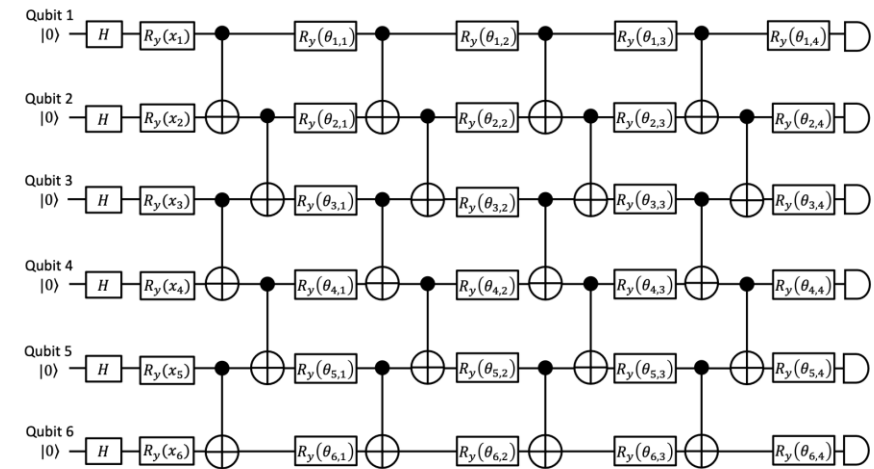 Qubit 1
|0⟩ H R_y(x_1) R_y(θ_{1,1}) R_y(θ_{1,2}) R_y(θ_{1,3}) R_y(θ_{1,4})
Qubit 2
|0⟩ H R_y(x_2) R_y(θ_{2,1}) R_y(θ_{2,2}) R_y(θ_{2,3}) R_y(θ_{2,4})
Qubit 3
|0⟩ H R_y(x_3) R_y(θ_{3,1}) R_y(θ_{3,2}) R_y(θ_{3,3}) R_y(θ_{3,4})
Qubit 4
|0⟩ H R_y(x_4) R_y(θ_{4,1}) R_y(θ_{4,2}) R_y(θ_{4,3}) R_y(θ_{4,4})
Qubit 5
|0⟩ H R_y(x_5) R_y(θ_{5,1}) R_y(θ_{5,2}) R_y(θ_{5,3}) R_y(θ_{5,4})
Qubit 6
|0⟩ H R_y(x_6) R_y(θ_{6,1}) R_y(θ_{6,2}) R_y(θ_{6,3}) R_y(θ_{6,4})